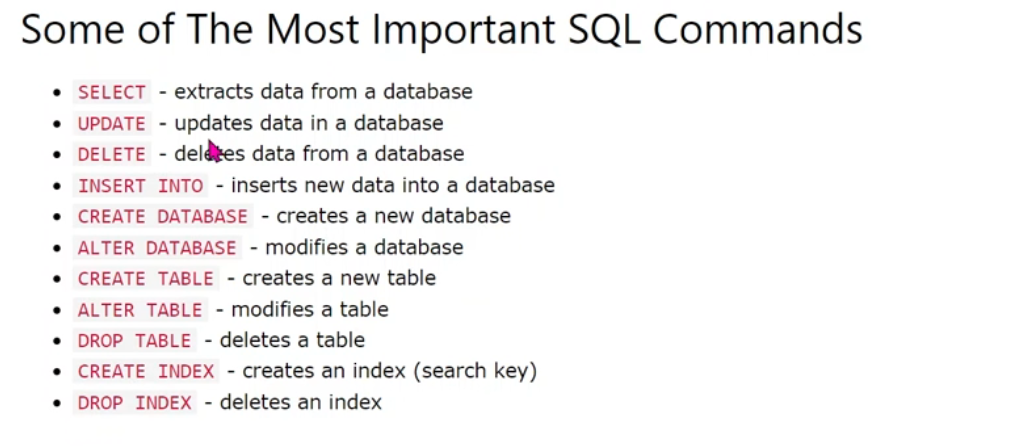 Some of The Most Important SQL Commands
• SELECT - extracts data from a database
• UPDATE - updates data in a database
• DELETE - deletes data from a database
• INSERT INTO - inserts new data into a database
• CREATE DATABASE - creates a new database
• ALTER DATABASE - modifies a database
• CREATE TABLE - creates a new table
• ALTER TABLE - modifies a table
• DROP TABLE - deletes a table
• CREATE INDEX - creates an index (search key)
• DROP INDEX - deletes an index